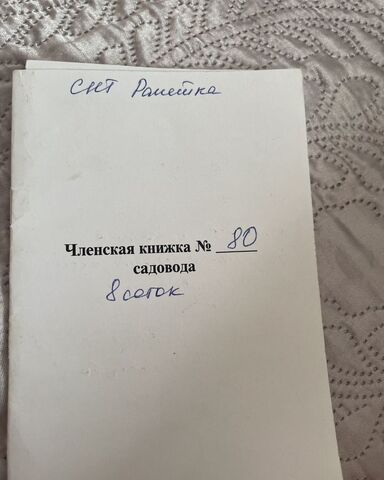 СНТ Ранетка
Членская книжка № 80
садовода
8 соток